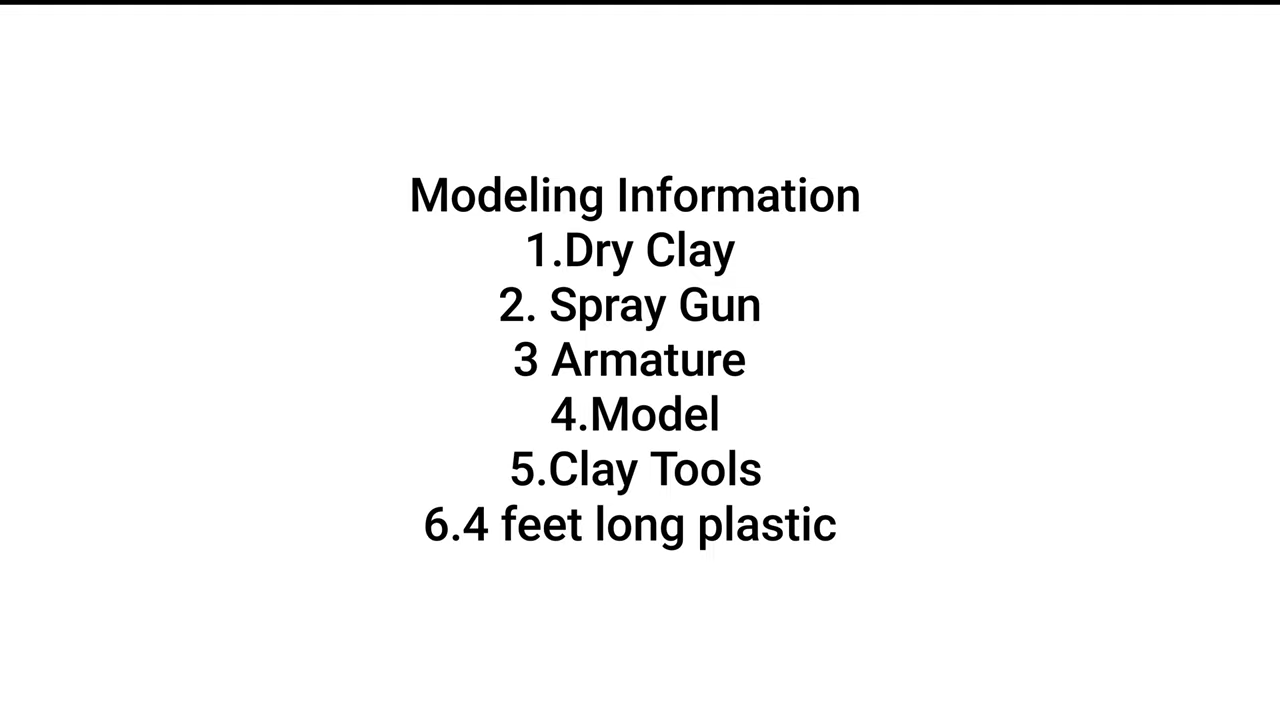 Modeling Information
1.Dry Clay
2. Spray Gun
3 Armature
4.Model
5.Clay Tools
6.4 feet long plastic